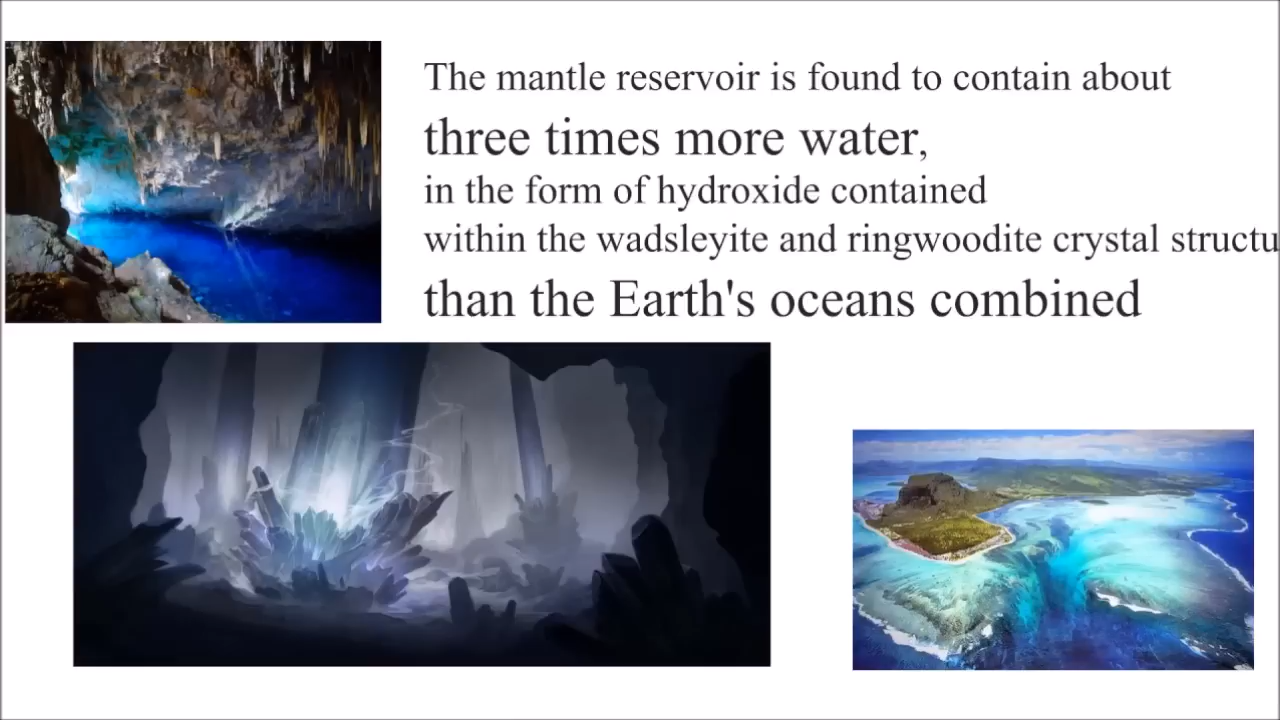 The mantle reservoir is found to contain about
three times more water,
in the form of hydroxide contained
within the wadsleyite and ringwoodite crystal structu
than the Earth's oceans combined